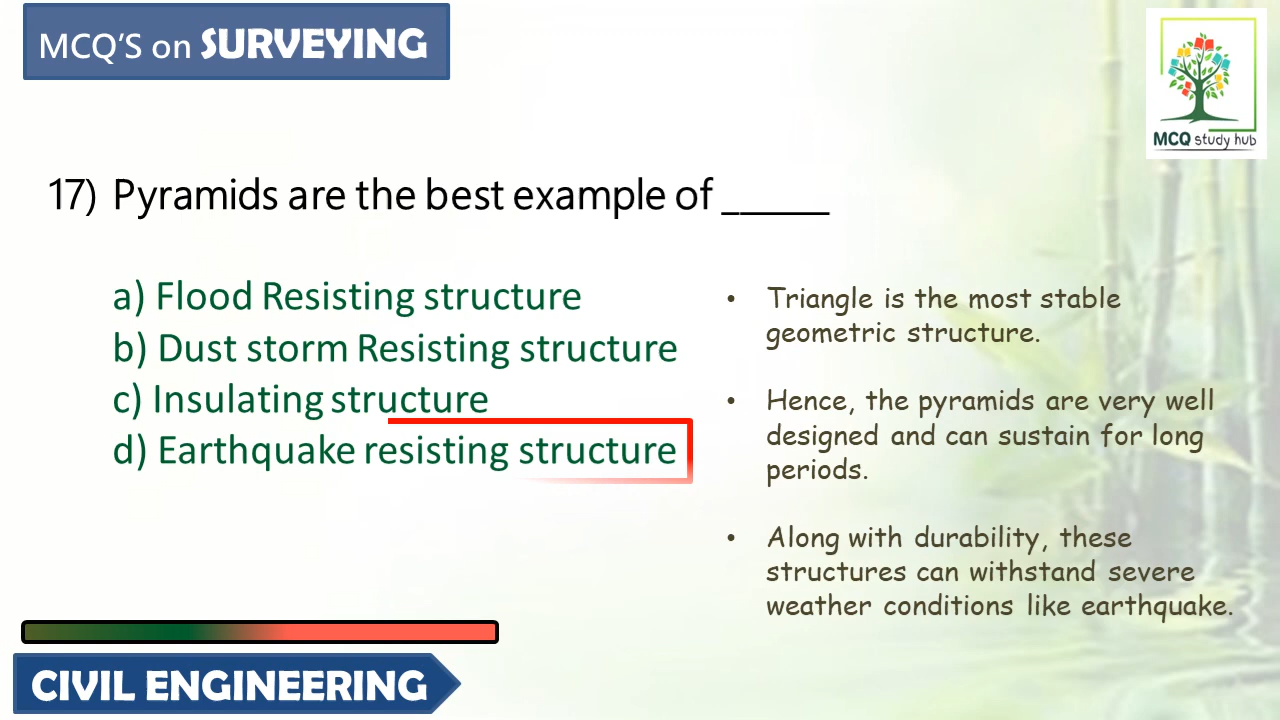 MCQ'S on SURVEYING
MCQ study hub
17) Pyramids are the best example of ______
a) Flood Resisting structure
b) Dust storm Resisting structure
c) Insulating structure
d) Earthquake resisting structure
• Triangle is the most stable
geometric structure.
• Hence, the pyramids are very well
designed and can sustain for long
periods.
• Along with durability, these
structures can withstand severe
weather conditions like earthquake.
CIVIL ENGINEERING